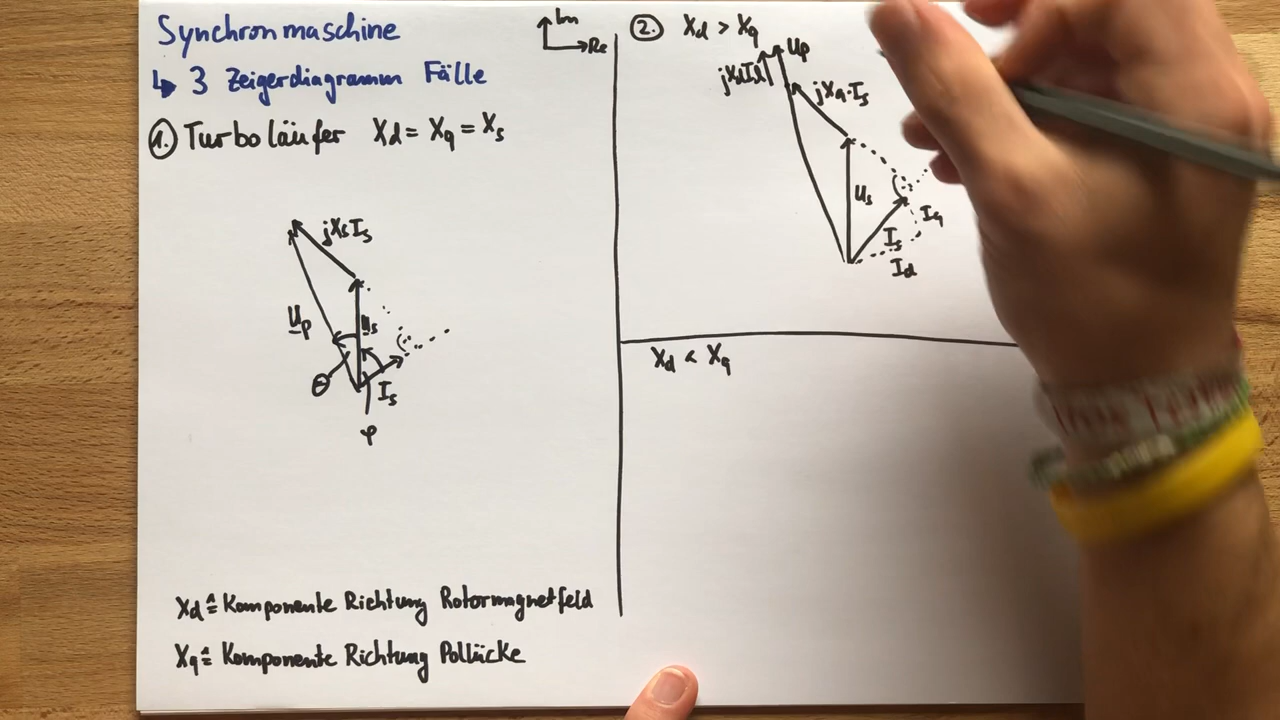 Synchronmaschine
↳ 3 Zeigerdiagramm Fälle
Im
Re
①. Turboläufer Xd = Xq = Xs
jXsIs
Up
Us
Θ
Is
φ
Xd ≙ Komponente Richtung Rotormagnetfeld
Xq ≙ Komponente Richtung Pollücke
②. Xd > Xq
Up
jXdId
jXq·Is
Us
Iq
Is
Id
Xd < Xq